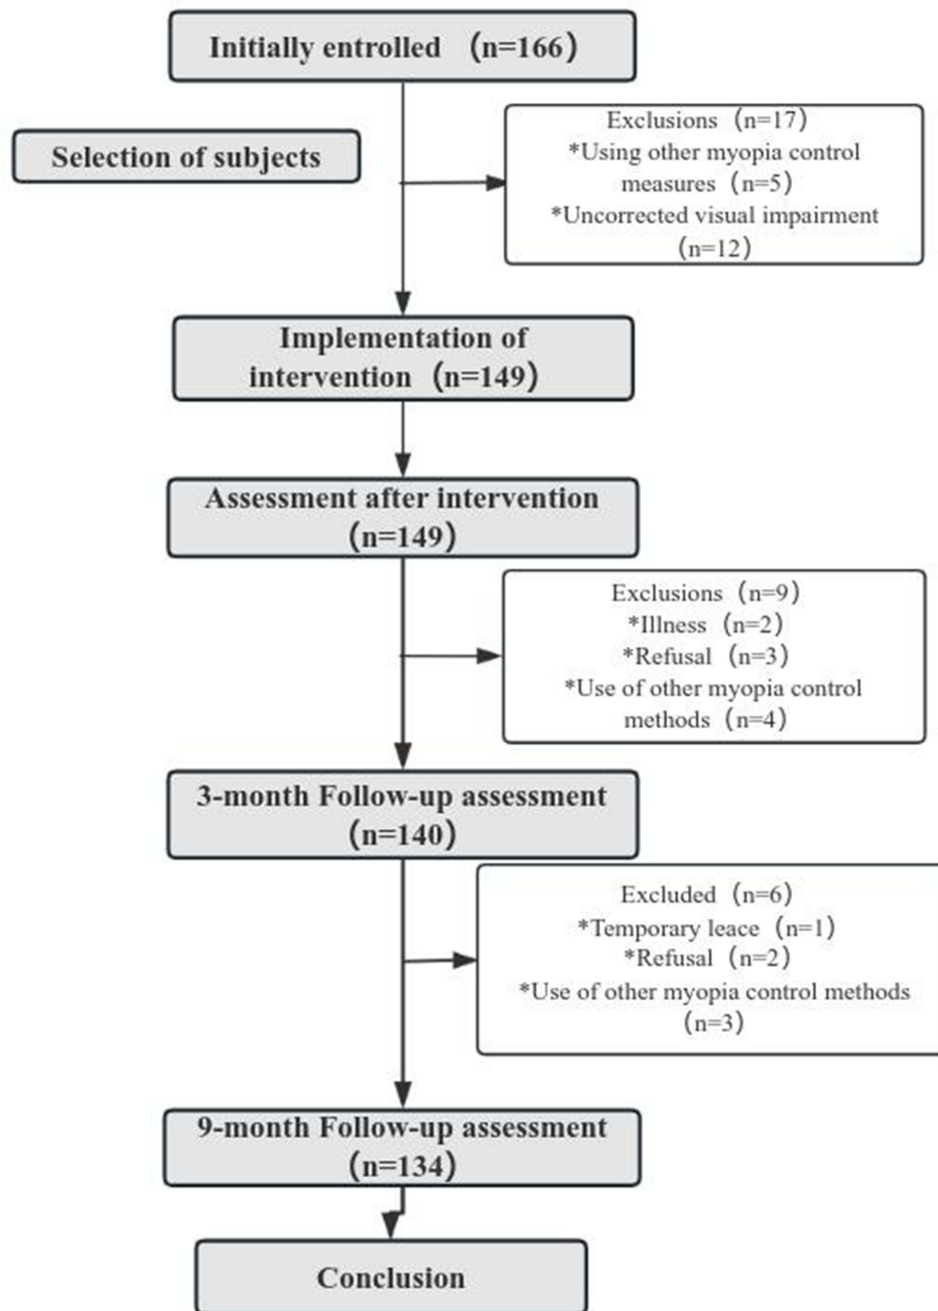 Initially entrolled （n=166）
Selection of subjects
Exclusions（n=17）
*Using other myopia control
measures（n=5）
*Uncorrected visual impairment
（n=12）
Implementation of
intervention（n=149）
Assessment after intervention
（n=149）
Exclusions（n=9）
*Illness（n=2）
*Refusal（n=3）
*Use of other myopia control
methods（n=4）
3-month Follow-up assessment
（n=140）
Excluded（n=6）
*Temporary leace（n=1）
*Refusal（n=2）
*Use of other myopia control methods
（n=3）
9-month Follow-up assessment
（n=134）
Conclusion